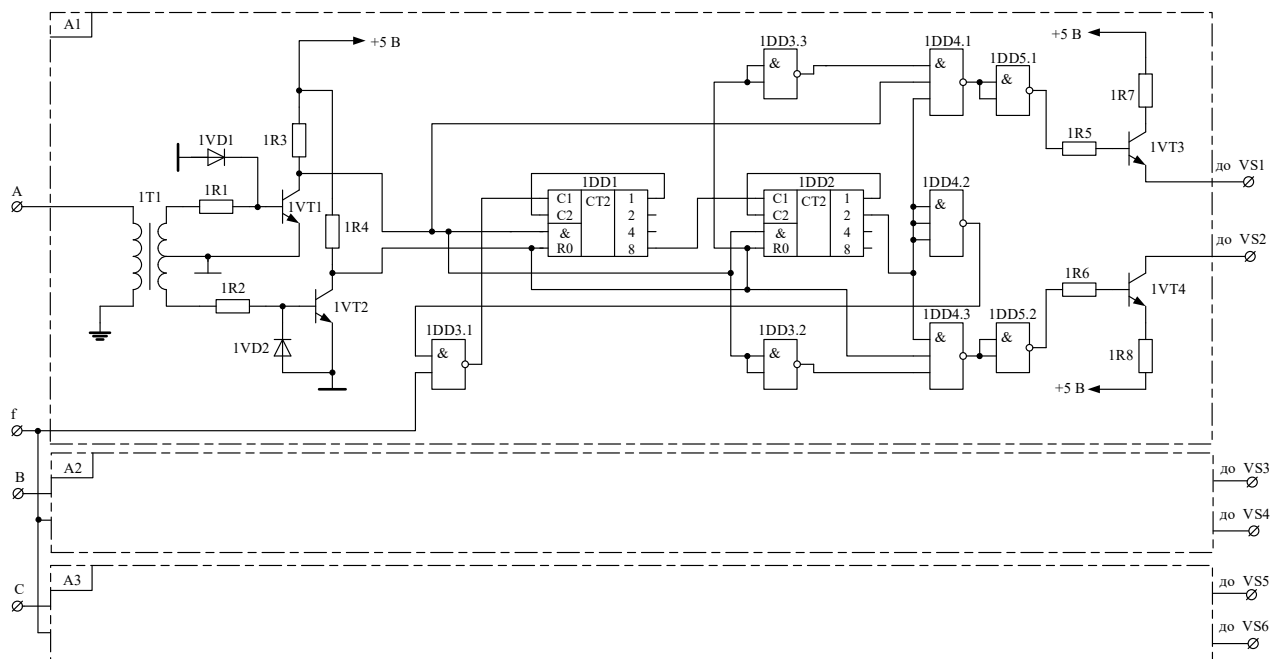 A1
+5 В
1DD3.3
&
1DD4.1
&
1DD5.1
&
+5 В
1R7
1VD1
1R3
1R5
1VT3
до VS1
A
1T1
1R1
1VT1
1R4
1DD1
C1
CT2
1
C2
2
&
4
R0
8
1DD2
C1
CT2
1
C2
2
&
4
R0
8
1DD4.2
&
до VS2
1R2
1VT2
1R6
1VT4
1VD2
1DD3.1
&
1DD3.2
&
1DD4.3
&
1DD5.2
&
1R8
+5 В
f
A2
B
до VS3
до VS4
A3
C
до VS5
до VS6